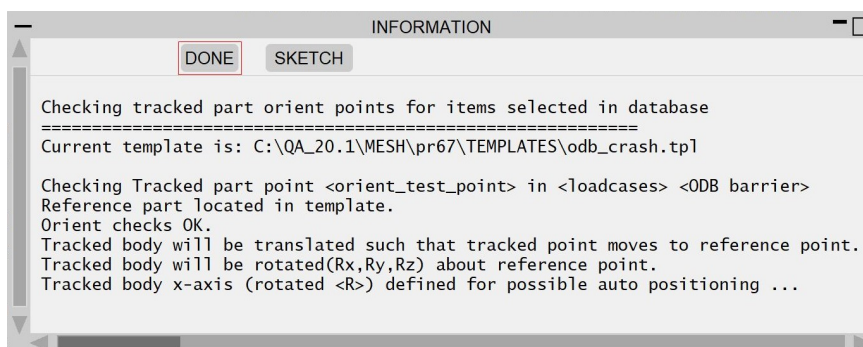 INFORMATION
DONE SKETCH
Checking tracked part orient points for items selected in database
===========================================================
Current template is: C:\QA_20.1\MESH\pr67\TEMPLATES\odb_crash.tpl
Checking Tracked part point <orient_test_point> in <loadcases> <ODB barrier>
Reference part located in template.
Orient checks OK.
Tracked body will be translated such that tracked point moves to reference point.
Tracked body will be rotated(Rx,Ry,Rz) about reference point.
Tracked body x-axis (rotated <R>) defined for possible auto positioning ...